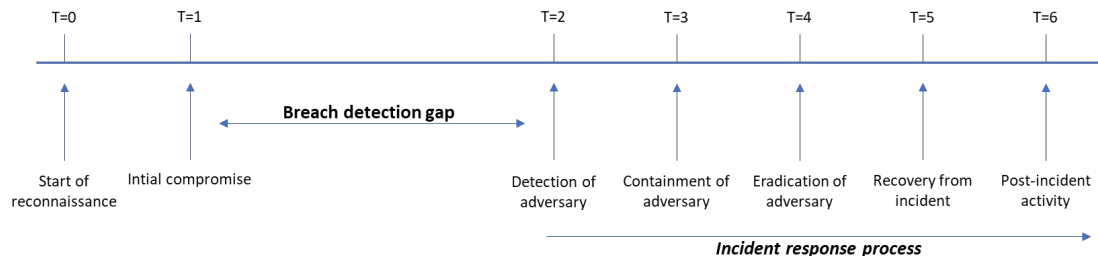 T=0 T=1 T=2 T=3 T=4 T=5 T=6
Breach detection gap
Start of reconnaissance
Intial compromise
Detection of
adversary
Containment of
adversary
Eradication of
adversary
Recovery from
incident
Post-incident
activity
Incident response process